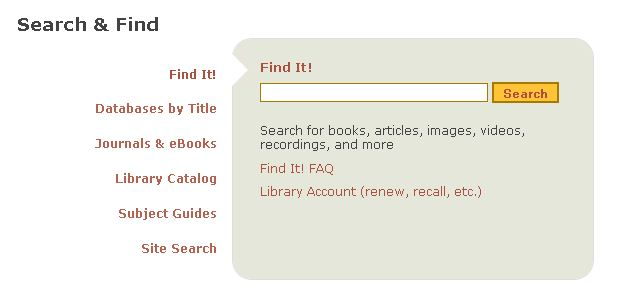 Search & Find
Find It!
Databases by Title
Journals & eBooks
Library Catalog
Subject Guides
Site Search
Find It!
Search
Search for books, articles, images, videos,
recordings, and more
Find It! FAQ
Library Account (renew, recall, etc.)